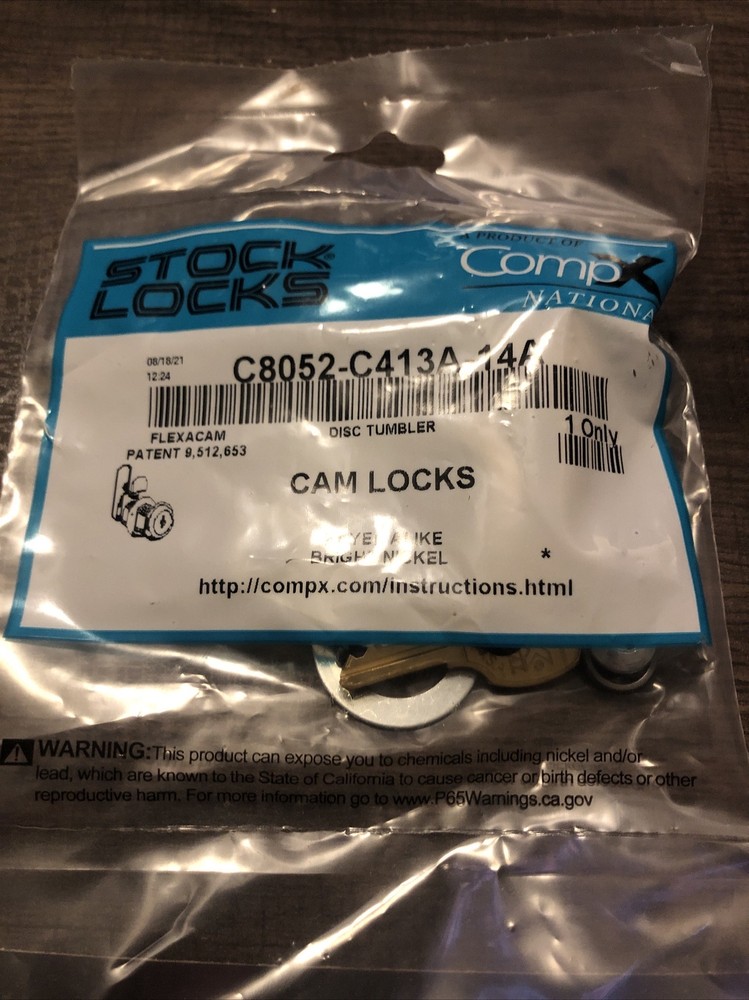 STOCK LOCKS®
A PRODUCT OF
CompX
NATIONA
08/18/21
12:24
C8052-C413A-14A
FLEXACAM
DISC TUMBLER
1 Only
PATENT 9,512,653
CAM LOCKS
ALIKE
BRIGHT NICKEL
*
http://compx.com/instructions.html
WARNING: This product can expose you to chemicals including nickel and/or
lead, which are known to the State of California to cause cancer or birth defects or other
reproductive harm. For more information go to www.P65Warnings.ca.gov